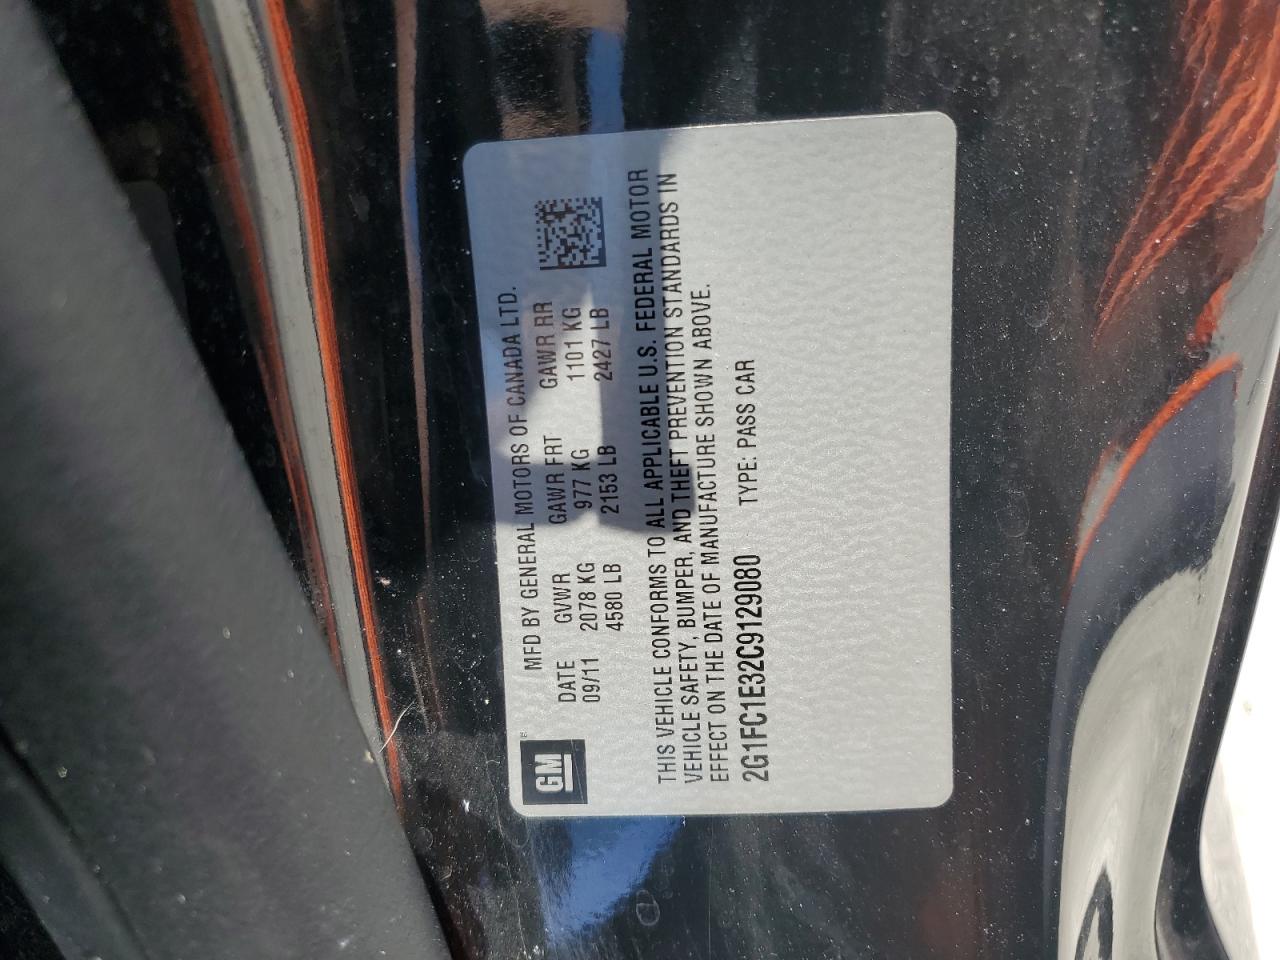 GM®
MFD BY GENERAL MOTORS OF CANADA LTD.
DATE GVWR GAWR FRT GAWR RR
09/11 2078 KG 977 KG 1101 KG
4580 LB 2153 LB 2427 LB
THIS VEHICLE CONFORMS TO ALL APPLICABLE U.S. FEDERAL MOTOR
VEHICLE SAFETY, BUMPER, AND THEFT PREVENTION STANDARDS IN
EFFECT ON THE DATE OF MANUFACTURE SHOWN ABOVE.
2G1FC1E32C9129080 TYPE: PASS CAR